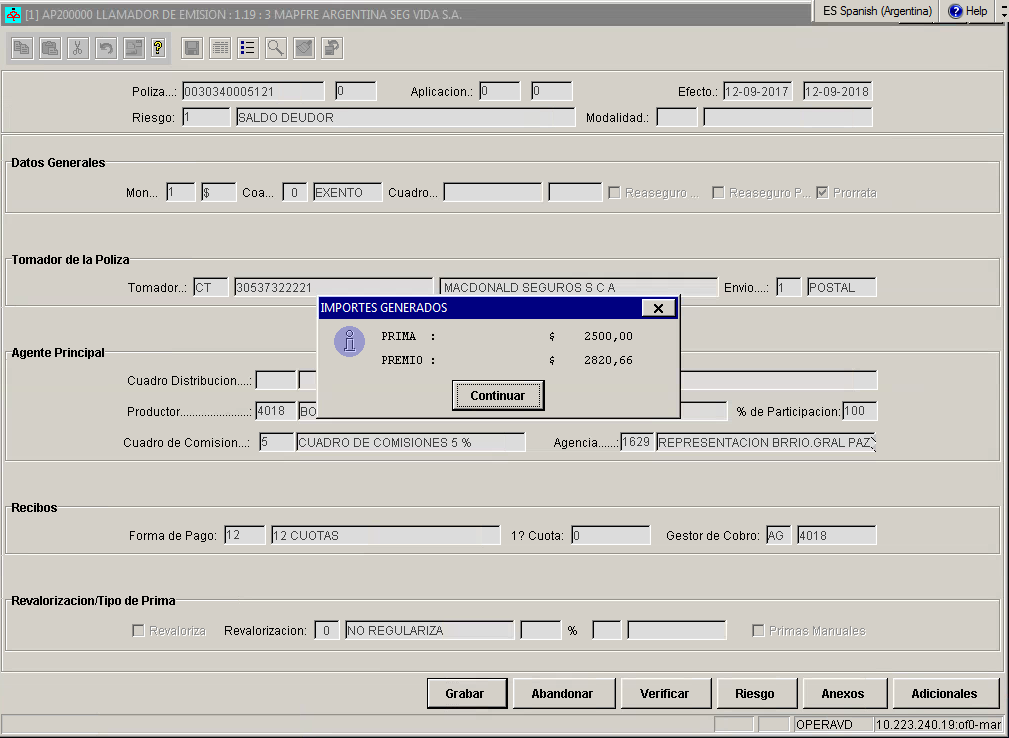 [1] AP200000 LLAMADOR DE EMISION : 1.19 : 3 MAPFRE ARGENTINA SEG VIDA S.A.
ES Spanish (Argentina) ? Help
?
Poliza...: 0030340005121 0 Aplicacion.: 0 0 Efecto.: 12-09-2017 12-09-2018
Riesgo: 1 SALDO DEUDOR Modalidad.:
Datos Generales
Mon... 1 $ Coa... 0 EXENTO Cuadro... Reaseguro ... Reaseguro P... Prorrata
Tomador de la Poliza
Tomador..: CT 30537322221 MACDONALD SEGUROS S C A Envio....: 1 POSTAL
IMPORTES GENERADOS
PRIMA : $ 2500,00
PREMIO : $ 2820,66
Continuar
Agente Principal
Cuadro Distribucion....:
Productor......................: 4018 BO % de Participacion: 100
Cuadro de Comision...: 5 CUADRO DE COMISIONES 5 % Agencia......: 1629 REPRESENTACION BRRIO.GRAL PAZ
Recibos
Forma de Pago: 12 12 CUOTAS 1? Cuota: 0 Gestor de Cobro: AG 4018
Revalorizacion/Tipo de Prima
Revaloriza Revalorizacion: 0 NO REGULARIZA % Primas Manuales
Grabar Abandonar Verificar Riesgo Anexos Adicionales
OPERAVD 10.223.240.19:of0-mar